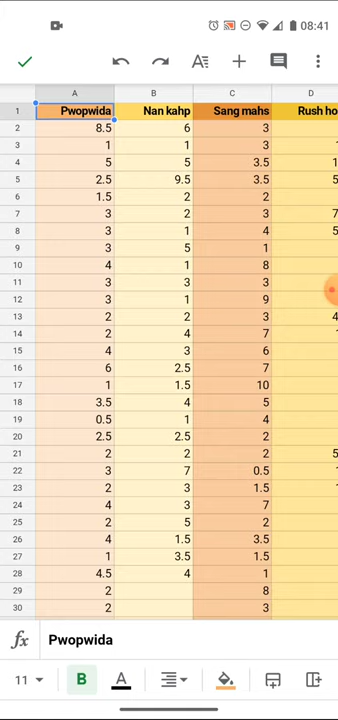 08:41
A B C D
1 Pwopwida Nan kahp Sang mahs Rush ho
2 8.5 6 3
3 1 1 3
4 5 5 3.5
5 2.5 9.5 3.5
6 1.5 2 2
7 3 2 3
8 3 1 4
9 3 5 1
10 4 1 8
11 3 3 3
12 3 1 9
13 2 2 3
14 2 4 7
15 4 3 6
16 6 2.5 7
17 1 1.5 10
18 3.5 4 5
19 0.5 1 4
20 2.5 2.5 2
21 2 2 2
22 3 7 0.5
23 2 3 1.5
24 4 3 7
25 2 5 2
26 4 1.5 3.5
27 1 3.5 1.5
28 4.5 4 1
29 2 8
30 2 3
fx Pwopwida
11 B A